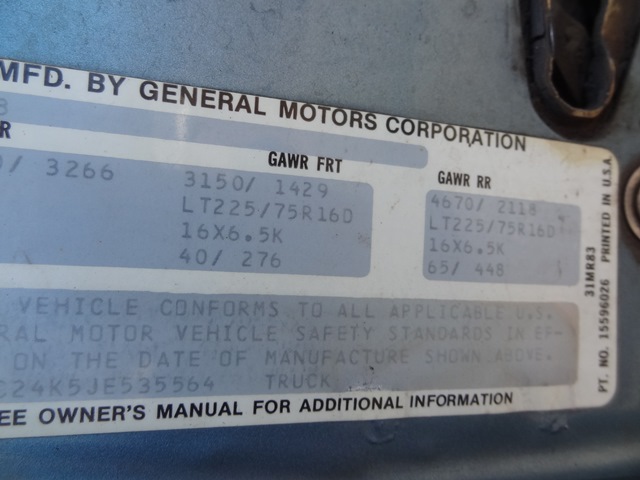 MFD. BY GENERAL MOTORS CORPORATION
8
R GAWR FRT GAWR RR
/ 3266 3150/ 1429 4670/ 2118
LT225/75R16D LT225/75R16D
16X6.5K 16X6.5K
40/ 276 65/ 448
VEHICLE CONFORMS TO ALL APPLICABLE U.S.
RAL MOTOR VEHICLE SAFETY STANDARDS IN EF-
ON THE DATE OF MANUFACTURE SHOWN ABOVE.
C24K5JE535564 TRUCK
EE OWNER'S MANUAL FOR ADDITIONAL INFORMATION
31MR83
PT. NO. 15596026 PRINTED IN U.S.A.